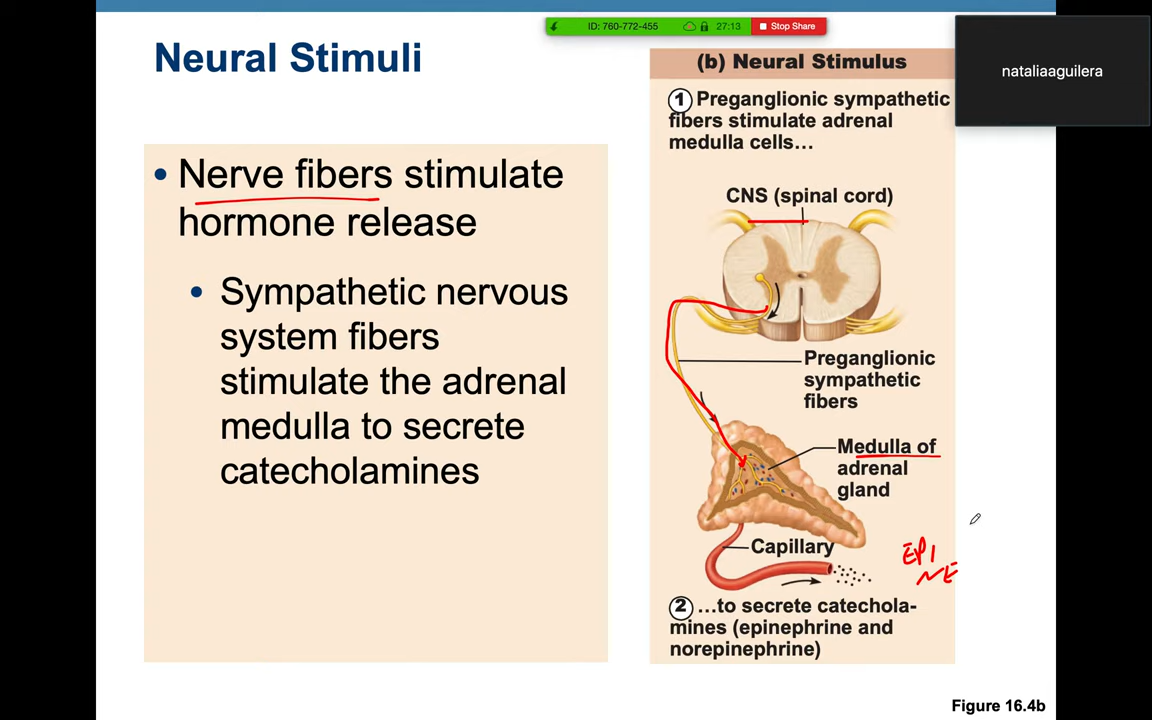 ID: 760-772-455
27:13
Stop Share
nataliaaguilera
Neural Stimuli
• Nerve fibers stimulate
hormone release
• Sympathetic nervous
system fibers
stimulate the adrenal
medulla to secrete
catecholamines
(b) Neural Stimulus
1 Preganglionic sympathetic
fibers stimulate adrenal
medulla cells…
CNS (spinal cord)
Preganglionic
sympathetic
fibers
Medulla of
adrenal
gland
Capillary
EPI
NE
2 …to secrete catechola-
mines (epinephrine and
norepinephrine)
Figure 16.4b